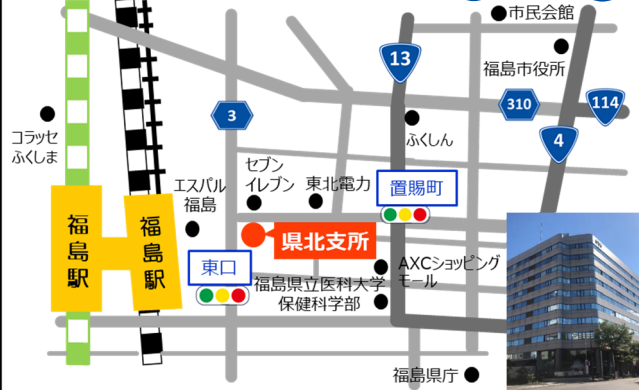 市民会館
福島市役所
13
310
114
3
4
コラッセ
ふくしま
ふくしん
セブン
イレブン
東北電力
置賜町
エスパル
福島
福島駅
福島駅
県北支所
東口
AXCショッピング
モール
福島県立医科大学
保健科学部
福島県庁